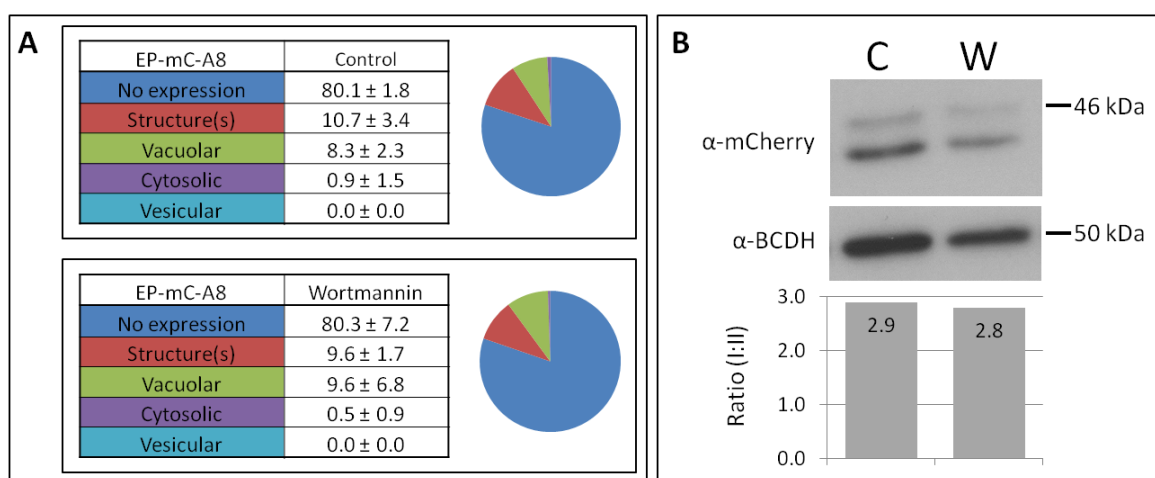 A
EP-mC-A8 Control
No expression 80.1 ± 1.8
Structure(s) 10.7 ± 3.4
Vacuolar 8.3 ± 2.3
Cytosolic 0.9 ± 1.5
Vesicular 0.0 ± 0.0
EP-mC-A8 Wortmannin
No expression 80.3 ± 7.2
Structure(s) 9.6 ± 1.7
Vacuolar 9.6 ± 6.8
Cytosolic 0.5 ± 0.9
Vesicular 0.0 ± 0.0
B
C W
46 kDa
α-mCherry
α-BCDH
50 kDa
Ratio (I:II)
3.0
2.0
1.0
0.0
2.9
2.8